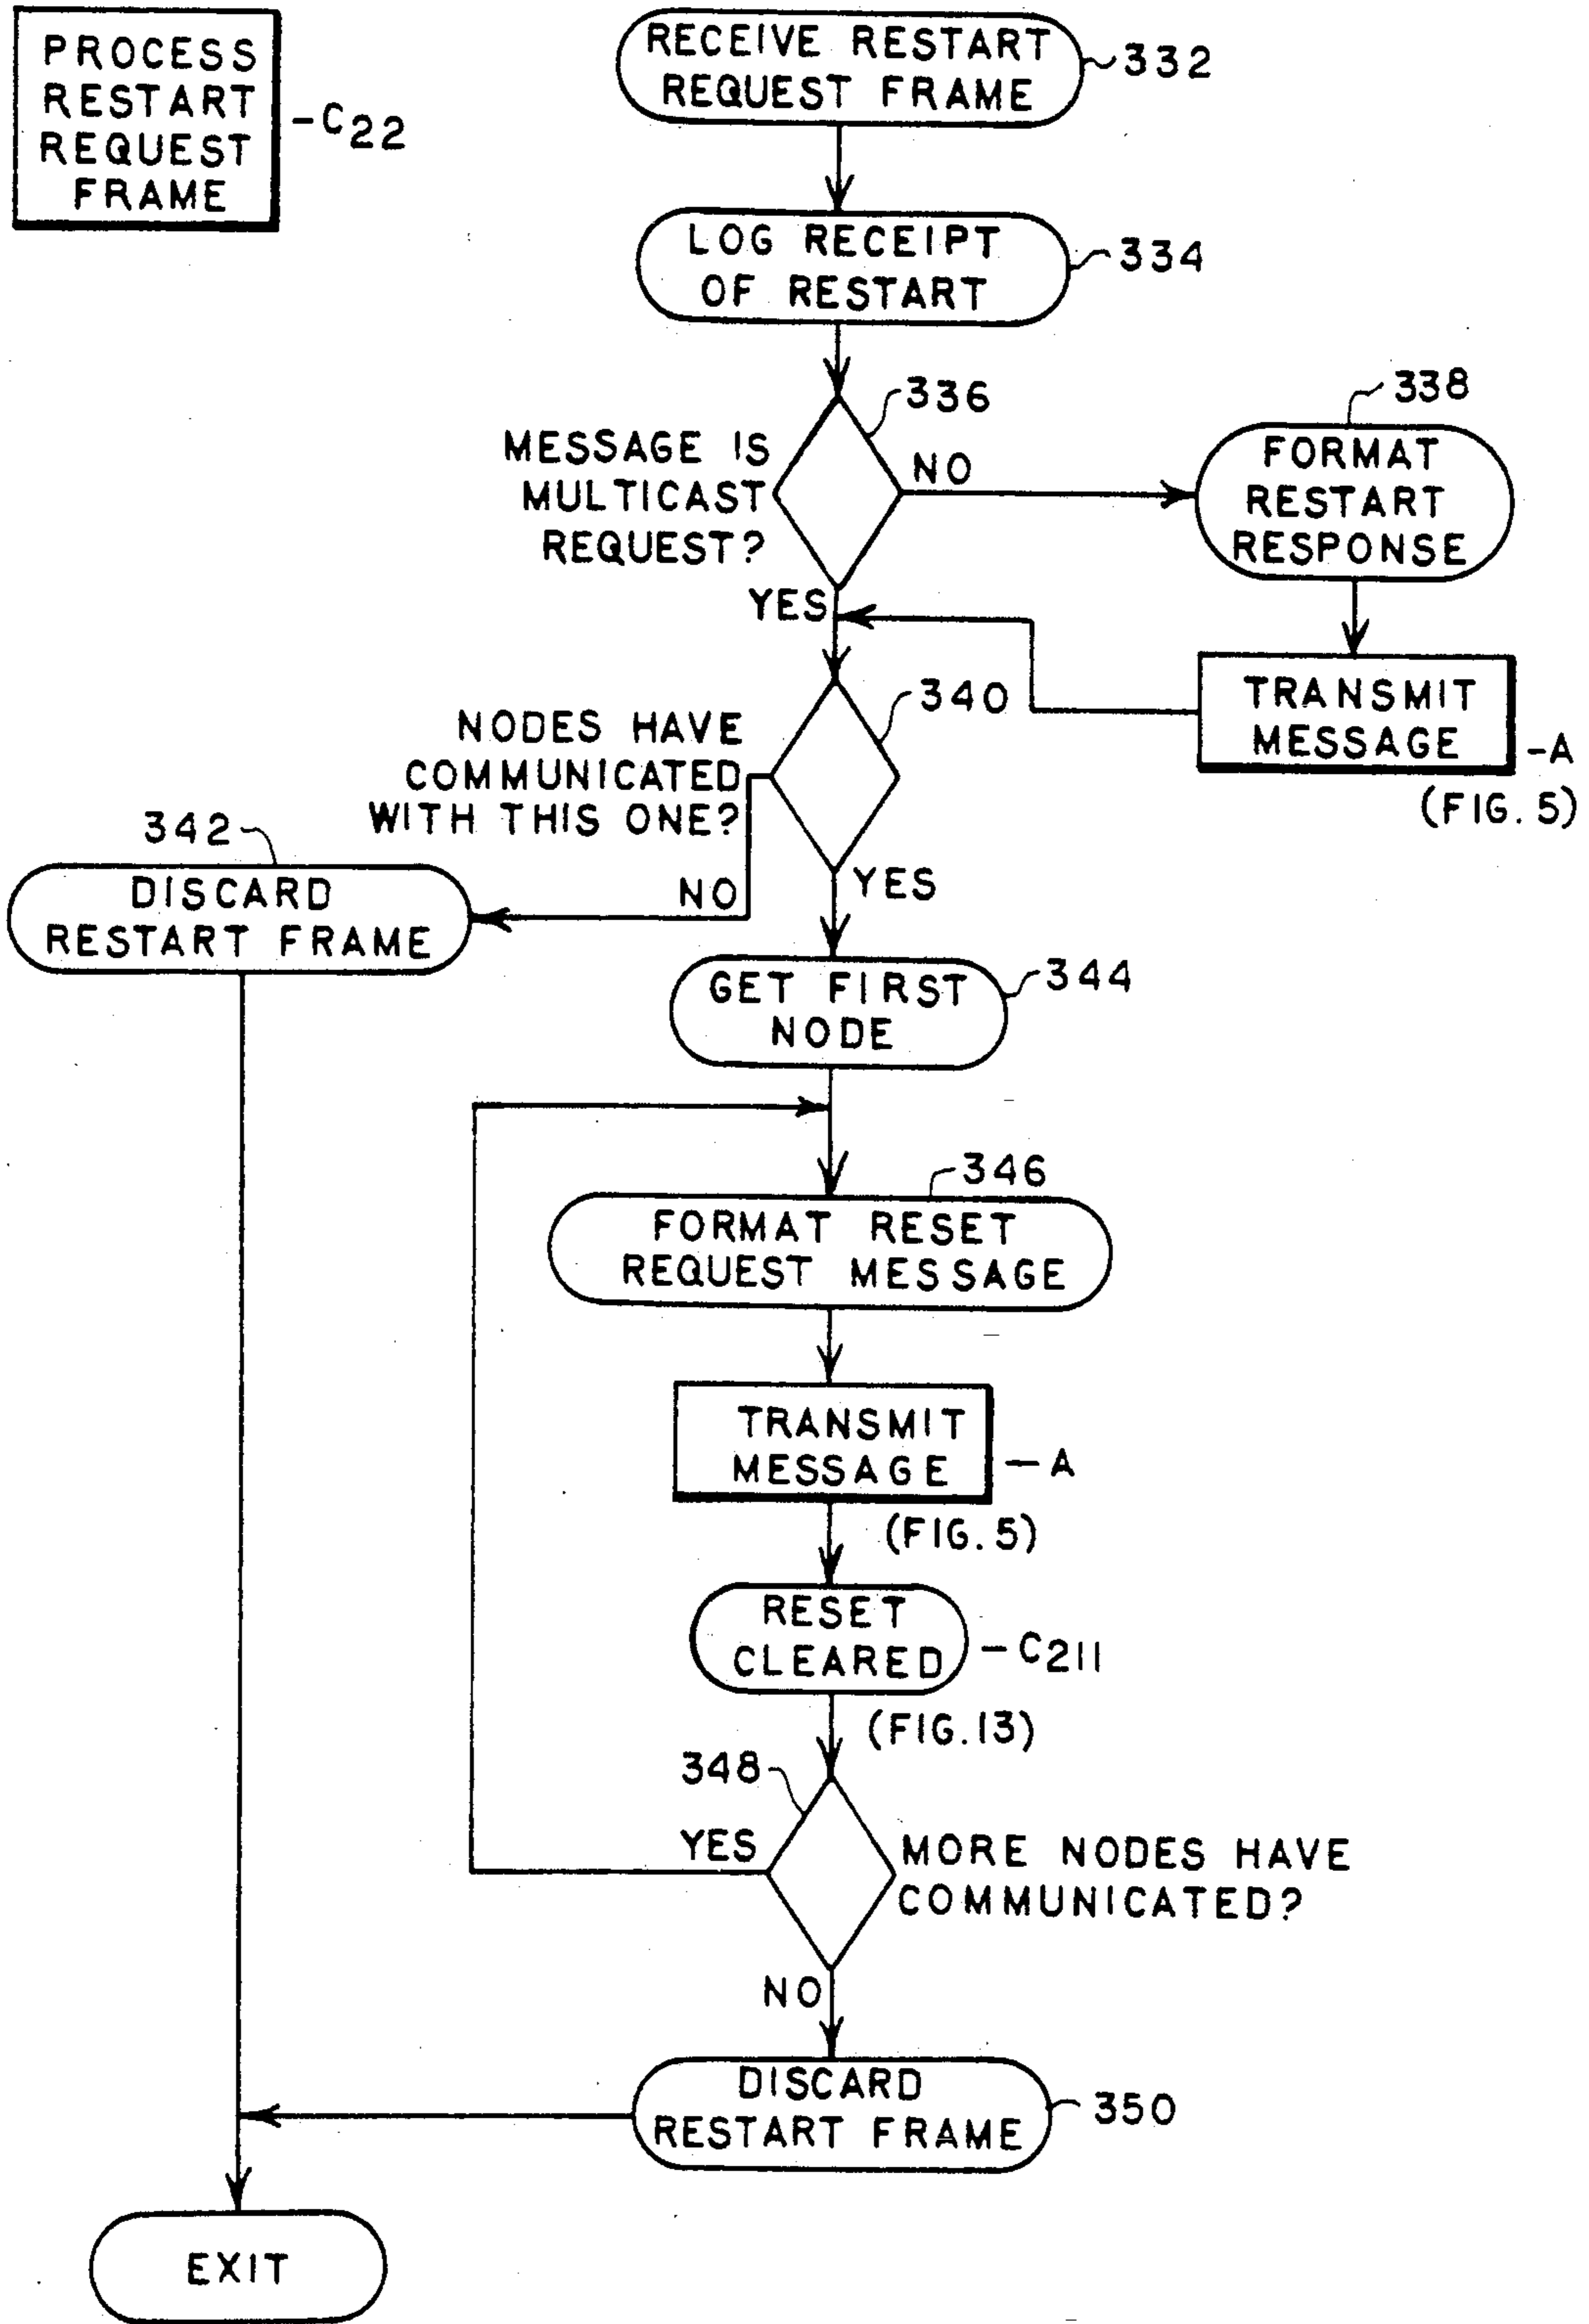 PROCESS
RESTART
REQUEST
FRAME
-C22
RECEIVE RESTART
REQUEST FRAME
332
LOG RECEIPT
OF RESTART
334
336
MESSAGE IS
MULTICAST
REQUEST?
NO
YES
338
FORMAT
RESTART
RESPONSE
TRANSMIT
MESSAGE
-A
(FIG. 5)
340
NODES HAVE
COMMUNICATED
WITH THIS ONE?
NO
YES
342
DISCARD
RESTART FRAME
GET FIRST
NODE
344
346
FORMAT RESET
REQUEST MESSAGE
TRANSMIT
MESSAGE
-A
(FIG. 5)
RESET
CLEARED
-C211
(FIG. 13)
348
YES
MORE NODES HAVE
COMMUNICATED?
NO
DISCARD
RESTART FRAME
350
EXIT